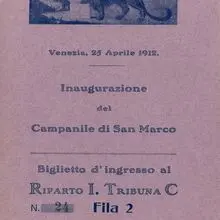 Venezia, 25 Aprile 1912.
Inaugurazione
del
Campanile di San Marco
Biglietto d'ingresso al
RIPARTO I. TRIBUNA C
N. 24 Fila 2